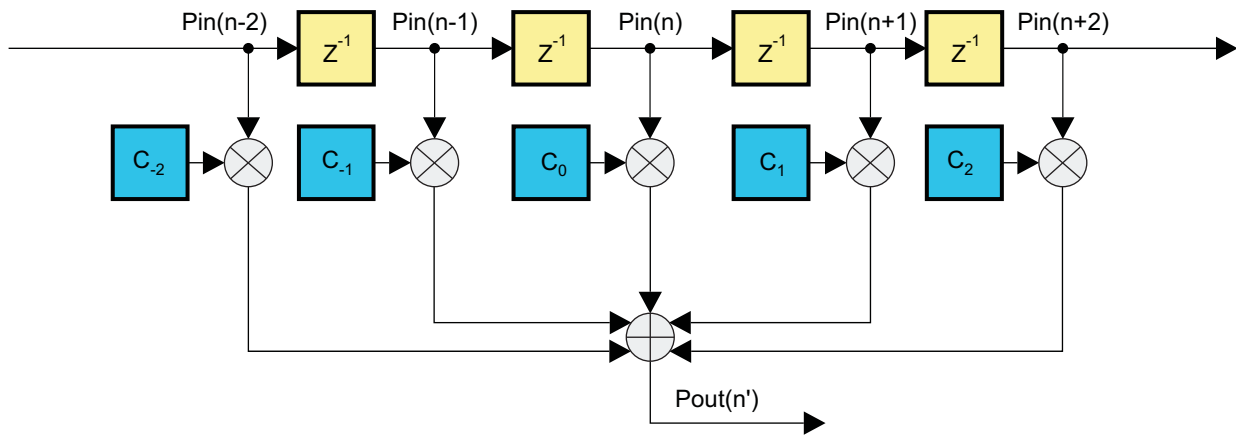 Pin(n-2) Pin(n-1) Pin(n) Pin(n+1) Pin(n+2)
Z⁻¹ Z⁻¹ Z⁻¹ Z⁻¹
C₋₂ C₋₁ C₀ C₁ C₂
Pout(n')